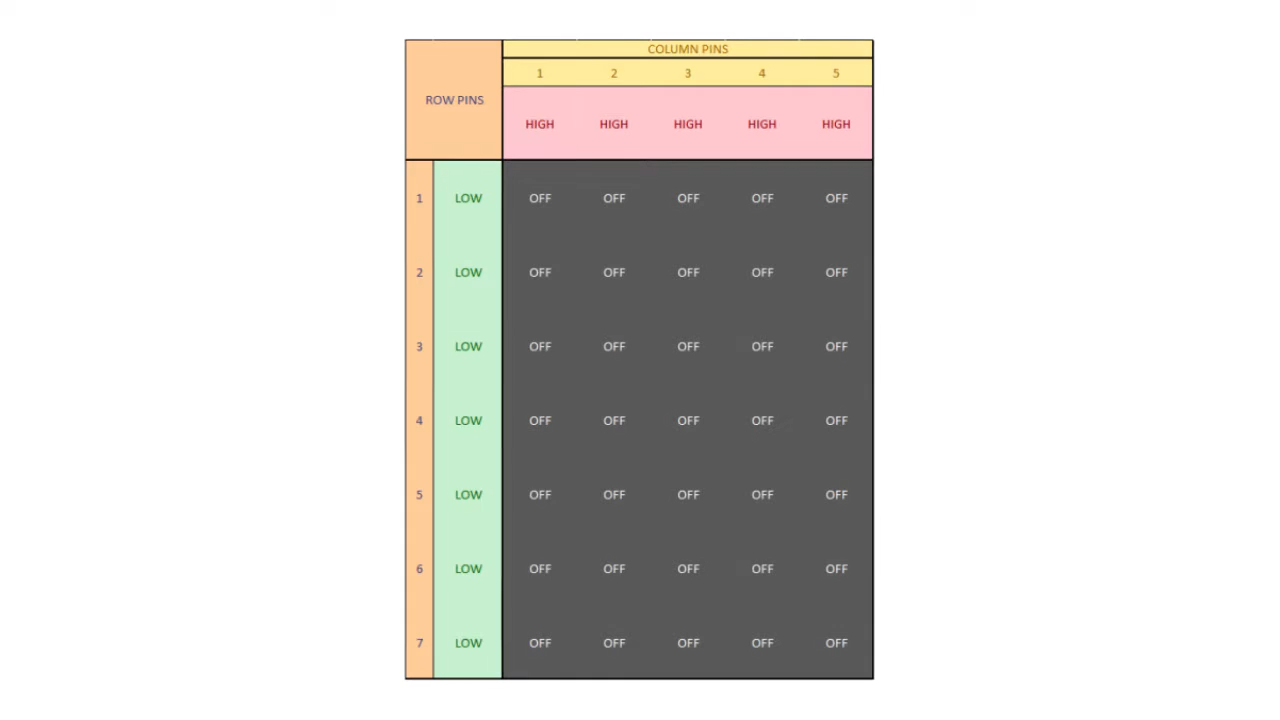 COLUMN PINS
1 2 3 4 5
ROW PINS
HIGH HIGH HIGH HIGH HIGH
1 LOW OFF OFF OFF OFF OFF
2 LOW OFF OFF OFF OFF OFF
3 LOW OFF OFF OFF OFF OFF
4 LOW OFF OFF OFF OFF OFF
5 LOW OFF OFF OFF OFF OFF
6 LOW OFF OFF OFF OFF OFF
7 LOW OFF OFF OFF OFF OFF